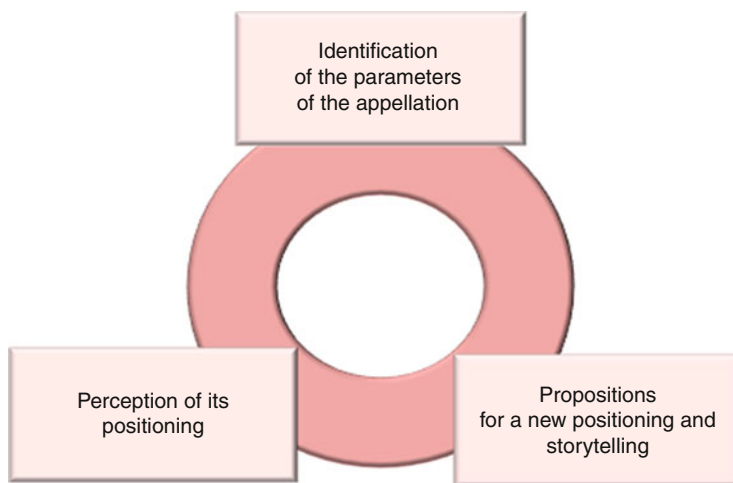 Identification
of the parameters
of the appellation
Perception of its
positioning
Propositions
for a new positioning and
storytelling